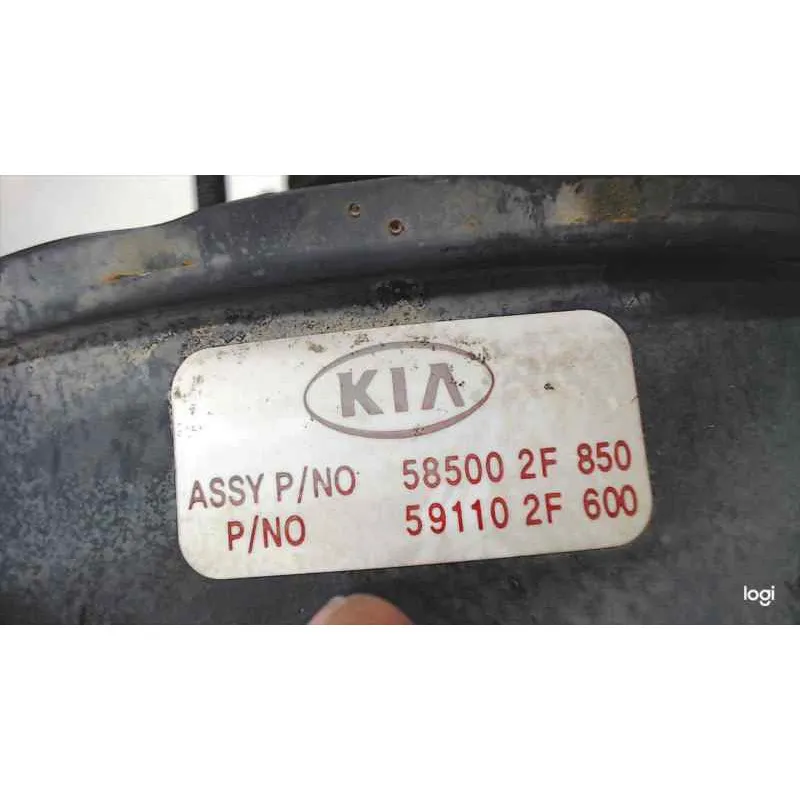 KIA
ASSY P/NO 58500 2F 850
P/NO 59110 2F 600
logi